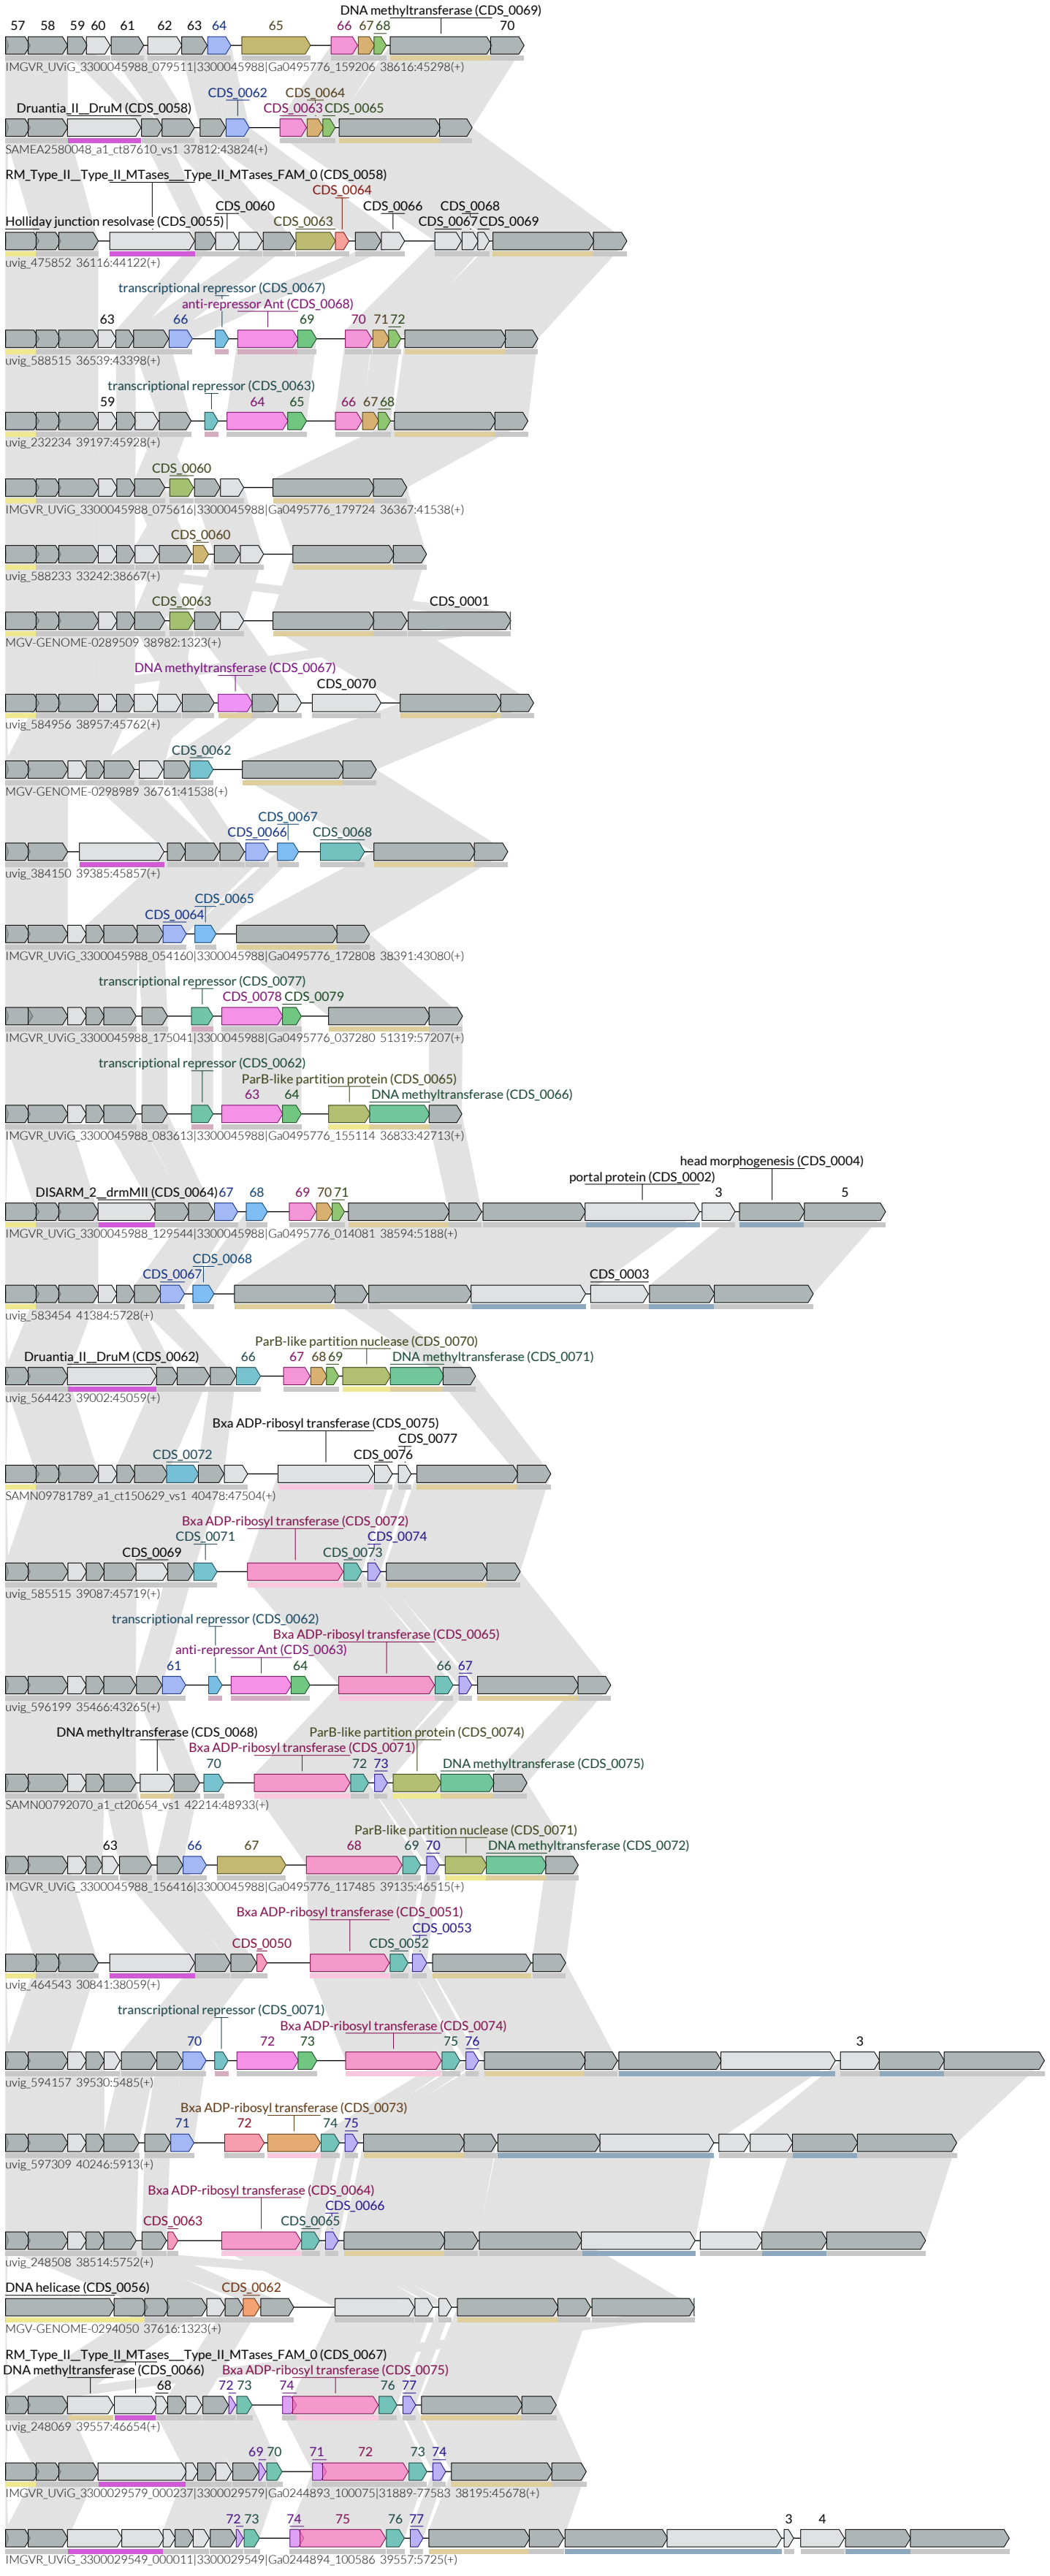 DNA methyltransferase (CDS_0069)
57 58 59 60 61 62 63 64 65 66 67 68 70
IMGVR_UViG_3300045988_079511|3300045988|Ga0495776_159206 38616:45298(+)
CDS_0062 CDS_0064
Druantia_II__DruM (CDS_0058) CDS_0063 CDS_0065
SAMEA2580048_a1_ct87610_vs1 37812:43824(+)
RM_Type_II__Type_II_MTases___Type_II_MTases_FAM_0 (CDS_0058)
CDS_0064
CDS_0060 CDS_0066 CDS_0068
Holliday junction resolvase (CDS_0055) CDS_0063 CDS_0067 CDS_0069
uvig_475852 36116:44122(+)
transcriptional repressor (CDS_0067)
anti-repressor Ant (CDS_0068)
63 66 69 70 71 72
uvig_588515 36539:43398(+)
transcriptional repressor (CDS_0063)
59 64 65 66 67 68
uvig_232234 39197:45928(+)
CDS_0060
IMGVR_UViG_3300045988_075616|3300045988|Ga0495776_179724 36367:41538(+)
CDS_0060
uvig_588233 33242:38667(+)
CDS_0063 CDS_0001
MGV-GENOME-0289509 38982:1323(+)
DNA methyltransferase (CDS_0067)
CDS_0070
uvig_584956 38957:45762(+)
CDS_0062
MGV-GENOME-0298989 36761:41538(+)
CDS_0067
CDS_0066 CDS_0068
uvig_384150 39385:45857(+)
CDS_0065
CDS_0064
IMGVR_UViG_3300045988_054160|3300045988|Ga0495776_172808 38391:43080(+)
transcriptional repressor (CDS_0077)
CDS_0078 CDS_0079
IMGVR_UViG_3300045988_175041|3300045988|Ga0495776_037280 51319:57207(+)
transcriptional repressor (CDS_0062)
ParB-like partition protein (CDS_0065)
63 64 DNA methyltransferase (CDS_0066)
IMGVR_UViG_3300045988_083613|3300045988|Ga0495776_155114 36833:42713(+)
head morphogenesis (CDS_0004)
portal protein (CDS_0002)
DISARM_2__drmMII (CDS_0064) 67 68 69 70 71 3 5
IMGVR_UViG_3300045988_129544|3300045988|Ga0495776_014081 38594:5188(+)
CDS_0068
CDS_0067 CDS_0003
uvig_583454 41384:5728(+)
ParB-like partition nuclease (CDS_0070)
Druantia_II__DruM (CDS_0062) 66 67 68 69 DNA methyltransferase (CDS_0071)
uvig_564423 39002:45059(+)
Bxa ADP-ribosyl transferase (CDS_0075)
CDS_0077
CDS_0072 CDS_0076
SAMN09781789_a1_ct150629_vs1 40478:47504(+)
Bxa ADP-ribosyl transferase (CDS_0072)
CDS_0071 CDS_0074
CDS_0069 CDS_0073
uvig_585515 39087:45719(+)
transcriptional repressor (CDS_0062)
Bxa ADP-ribosyl transferase (CDS_0065)
anti-repressor Ant (CDS_0063)
61 64 66 67
uvig_596199 35466:43265(+)
DNA methyltransferase (CDS_0068) ParB-like partition protein (CDS_0074)
Bxa ADP-ribosyl transferase (CDS_0071)
70 72 73 DNA methyltransferase (CDS_0075)
SAMN00792070_a1_ct20654_vs1 42214:48933(+)
ParB-like partition nuclease (CDS_0071)
63 66 67 68 69 70 DNA methyltransferase (CDS_0072)
IMGVR_UViG_3300045988_156416|3300045988|Ga0495776_117485 39135:46515(+)
Bxa ADP-ribosyl transferase (CDS_0051)
CDS_0053
CDS_0050 CDS_0052
uvig_464543 30841:38059(+)
transcriptional repressor (CDS_0071)
Bxa ADP-ribosyl transferase (CDS_0074)
70 72 73 75 76 3
uvig_594157 39530:5485(+)
Bxa ADP-ribosyl transferase (CDS_0073)
71 72 74 75
uvig_597309 40246:5913(+)
Bxa ADP-ribosyl transferase (CDS_0064)
CDS_0066
CDS_0063 CDS_0065
uvig_248508 38514:5752(+)
DNA helicase (CDS_0056) CDS_0062
MGV-GENOME-0294050 37616:1323(+)
RM_Type_II__Type_II_MTases___Type_II_MTases_FAM_0 (CDS_0067)
DNA methyltransferase (CDS_0066) Bxa ADP-ribosyl transferase (CDS_0075)
68 72 73 74 76 77
uvig_248069 39557:46654(+)
69 70 71 72 73 74
IMGVR_UViG_3300029579_000237|3300029579|Ga0244893_100075|31889-77583 38195:45678(+)
72 73 74 75 76 77 3 4
IMGVR_UViG_3300029549_000011|3300029549|Ga0244894_100586 39557:5725(+)